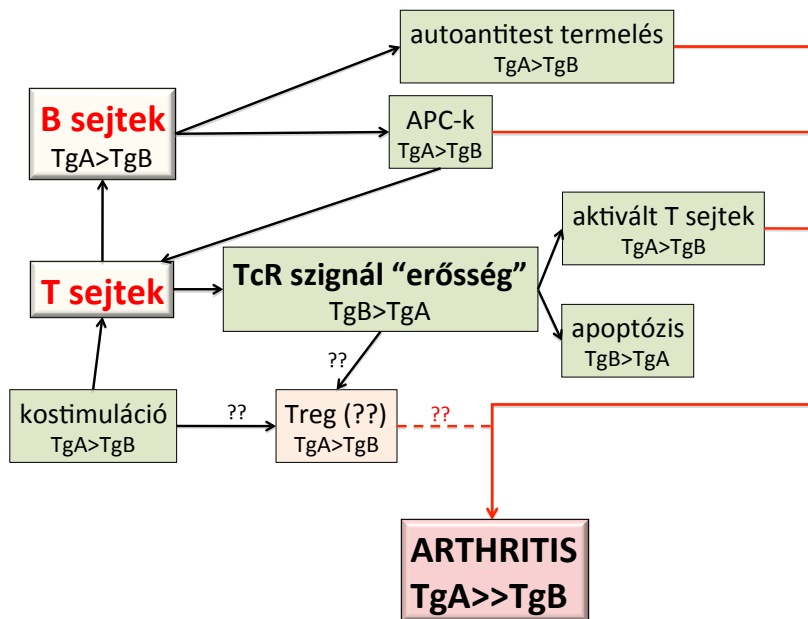 autoantitest termelés
TgA>TgB
B sejtek
TgA>TgB
APC-k
TgA>TgB
aktivált T sejtek
TgA>TgB
T sejtek
TcR szignál “erősség”
TgB>TgA
apoptózis
TgB>TgA
??
kostimuláció
TgA>TgB
??
Treg (??)
TgA>TgB
??
ARTHRITIS
TgA>>TgB